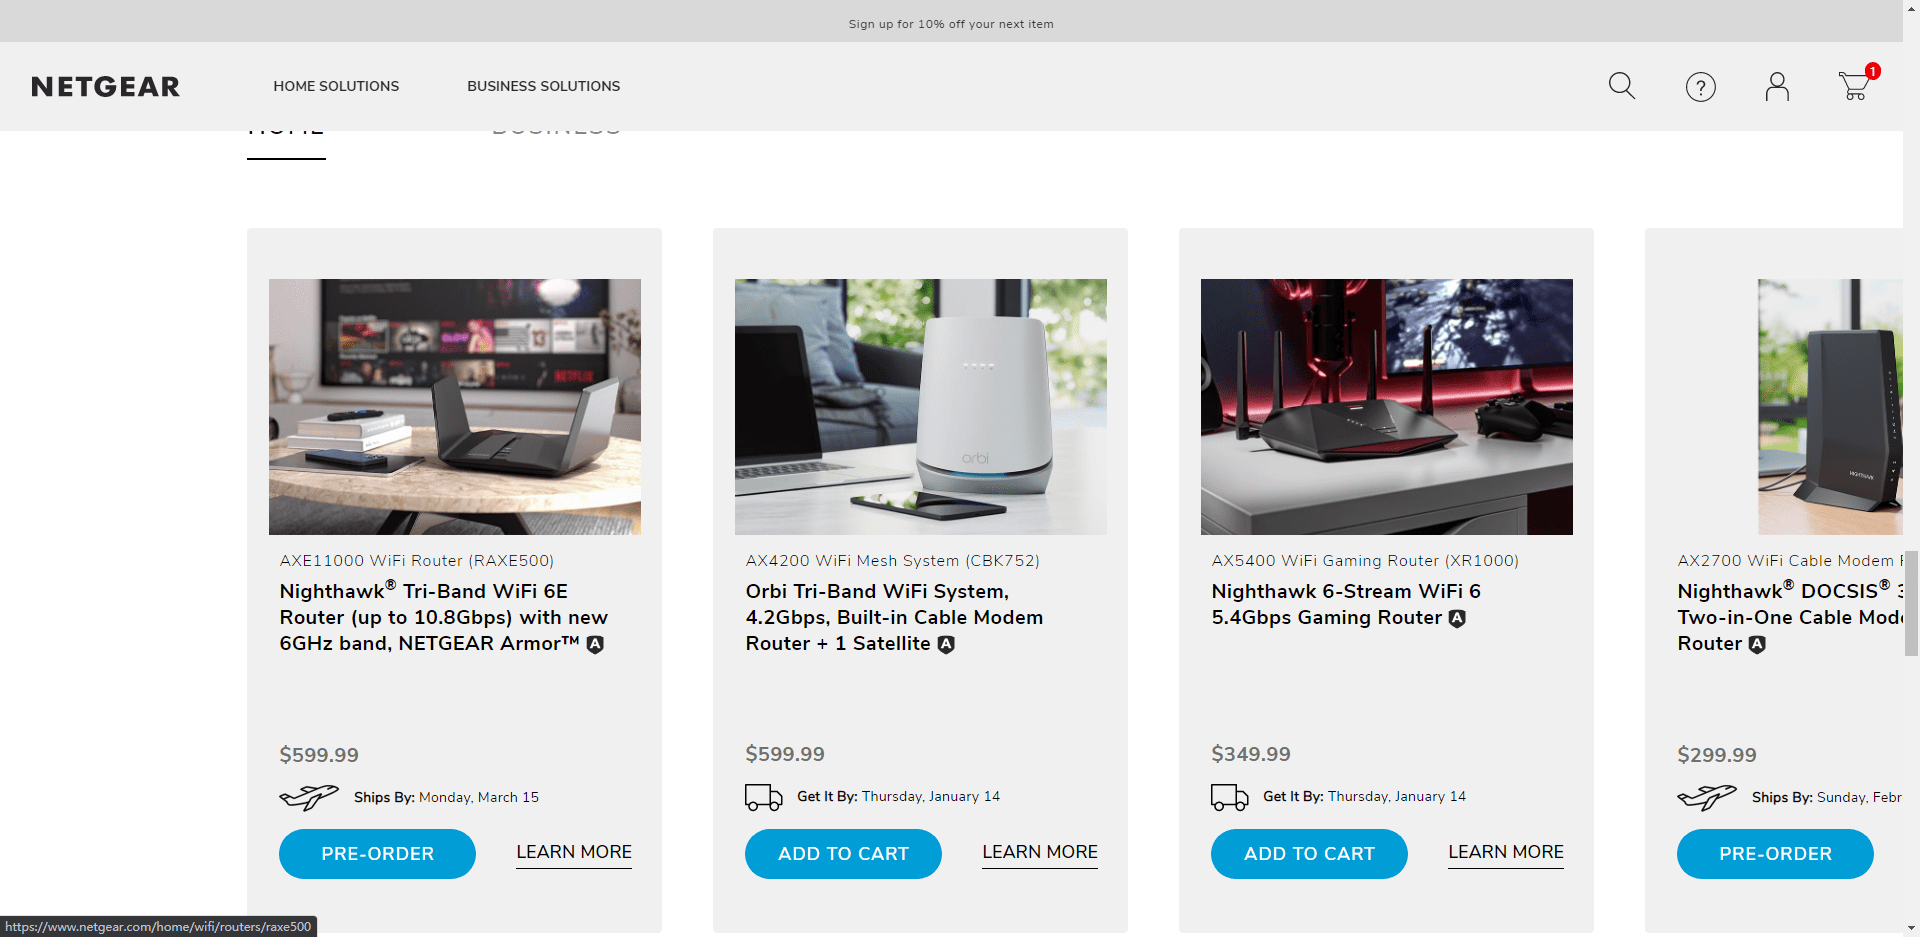 Sign up for 10% off your next item
NETGEAR
HOME SOLUTIONS
BUSINESS SOLUTIONS
?
1
HOME
BUSINESS
orbi
NIGHTHAWK
AXE11000 WiFi Router (RAXE500)
Nighthawk® Tri-Band WiFi 6E
Router (up to 10.8Gbps) with new
6GHz band, NETGEAR Armor™ A
$599.99
Ships By: Monday, March 15
PRE-ORDER
LEARN MORE
AX4200 WiFi Mesh System (CBK752)
Orbi Tri-Band WiFi System,
4.2Gbps, Built-in Cable Modem
Router + 1 Satellite A
$599.99
Get It By: Thursday, January 14
ADD TO CART
LEARN MORE
AX5400 WiFi Gaming Router (XR1000)
Nighthawk 6-Stream WiFi 6
5.4Gbps Gaming Router A
$349.99
Get It By: Thursday, January 14
ADD TO CART
LEARN MORE
AX2700 WiFi Cable Modem
Nighthawk® DOCSIS®
Two-in-One Cable
Router A
$299.99
Ships By: Sunday, Febr
PRE-ORDER
https://www.netgear.com/home/wifi/routers/raxe500